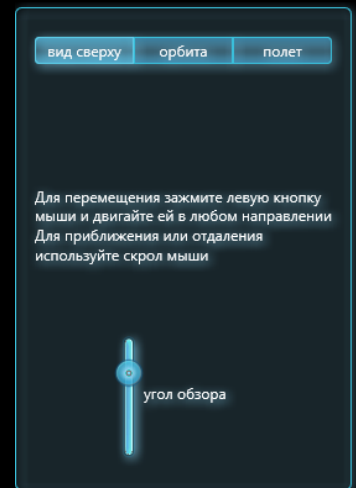 вид сверху орбита полет
Для перемещения зажмите левую кнопку
мыши и двигайте ей в любом направлении
Для приближения или отдаления
используйте скрол мыши
угол обзора